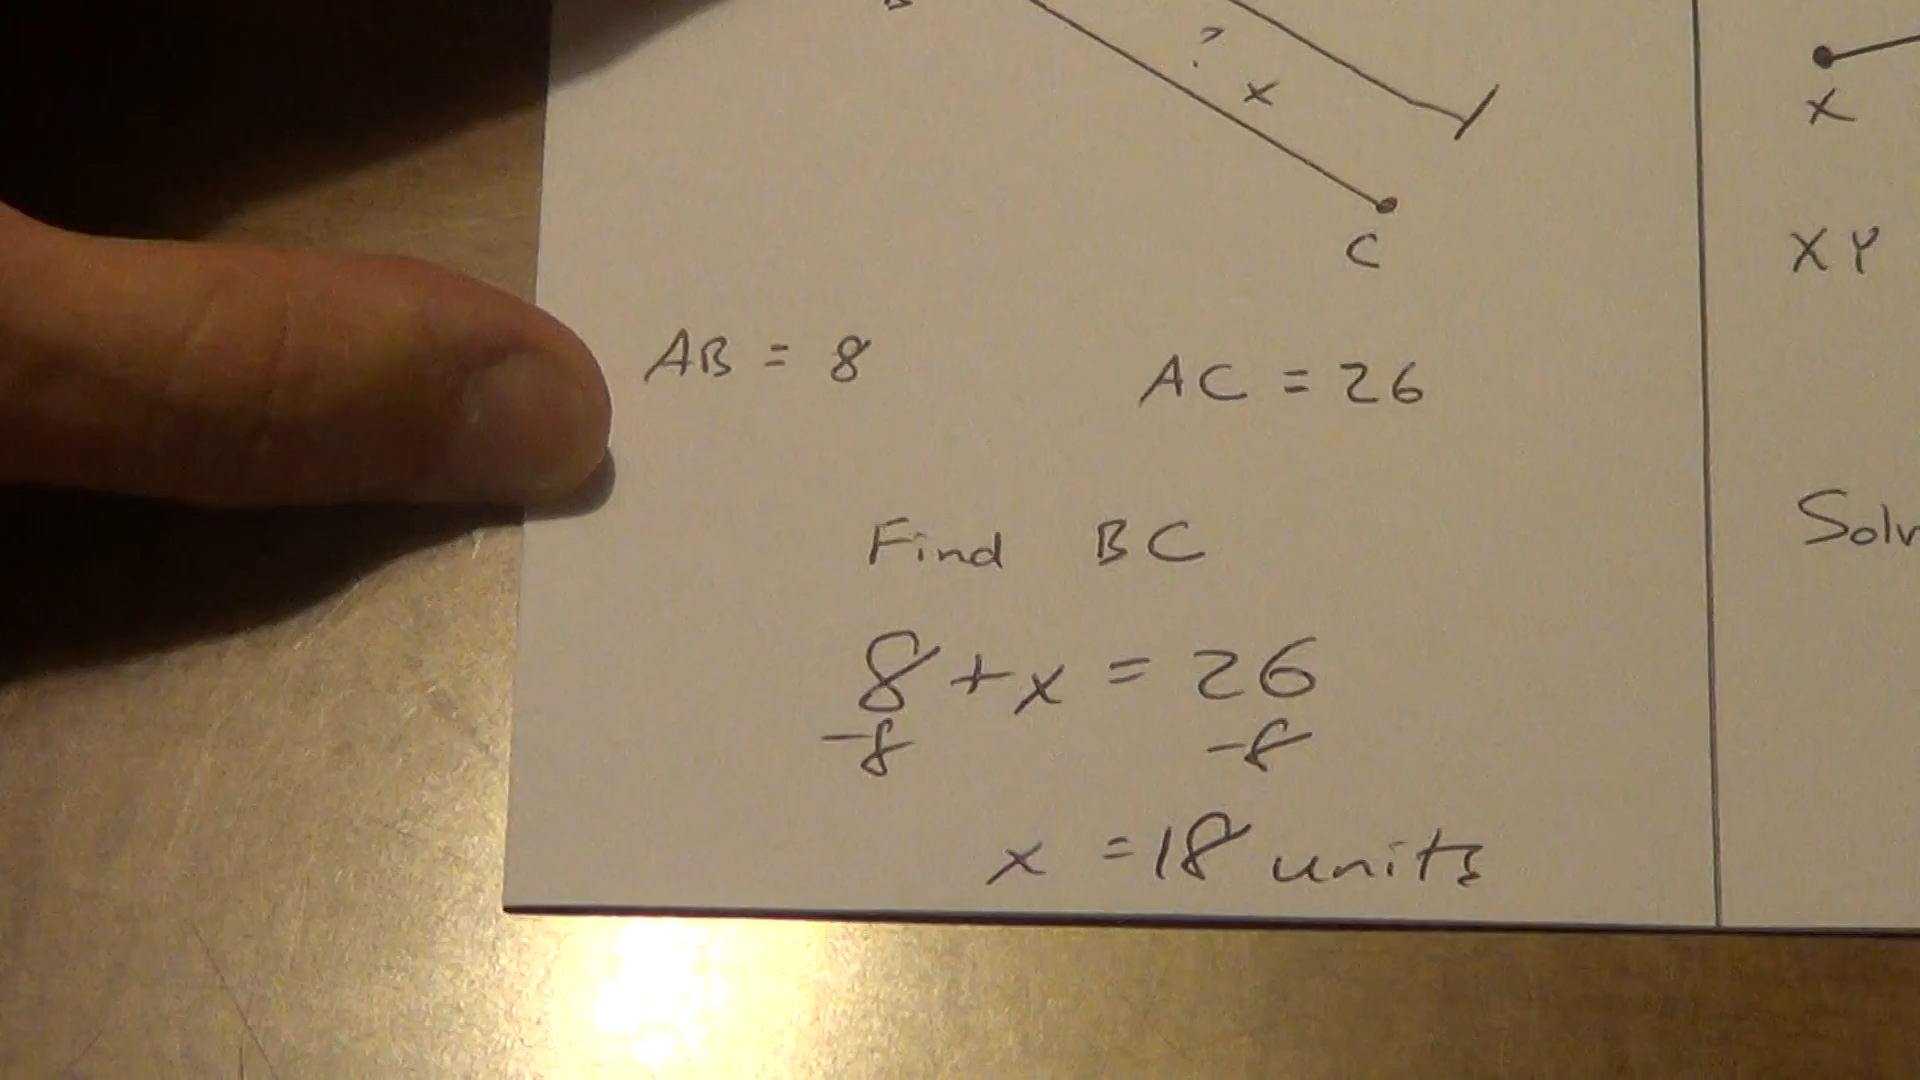 B
?
x
X
C
XY
AB = 8
AC = 26
Solv
Find BC
8 + x = 26
-8 -8
x = 18 units